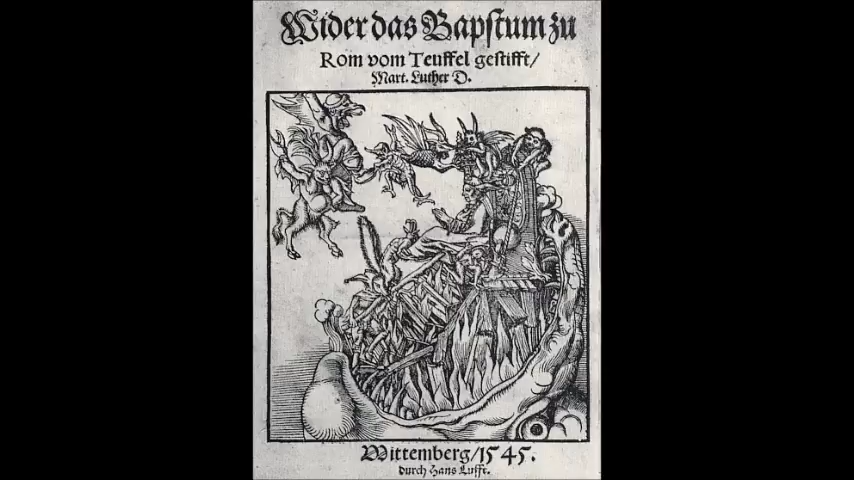 Wider das Bapstum zu
Rom vom Teuffel gestifft/
Mart. Luther D.
Wittemberg/1545.
durch Hans Lufft.